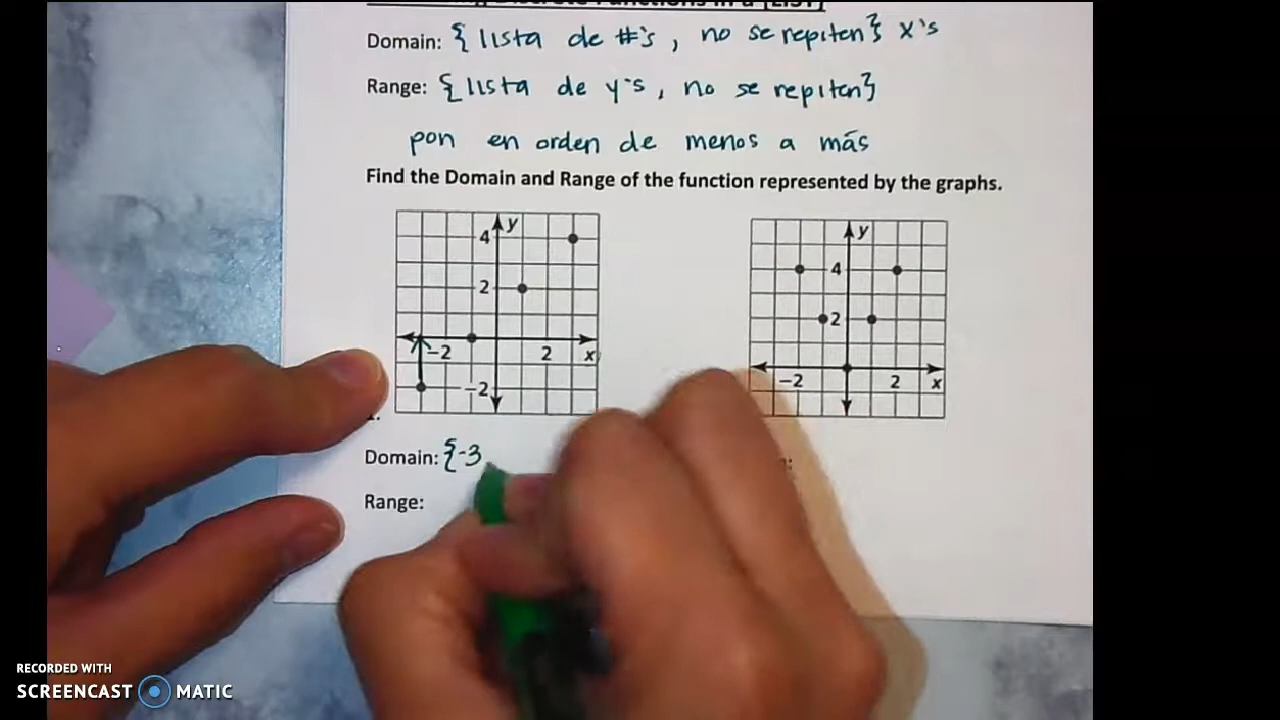 Domain: {lista de #'s, no se repiten} x's
Range: {lista de y's, no se repiten}
pon en orden de menos a más
Find the Domain and Range of the function represented by the graphs.
y
4
2
-2
2
x
-2
y
4
2
-2
2
x
Domain: {-3
Range:
RECORDED WITH
SCREENCAST MATIC